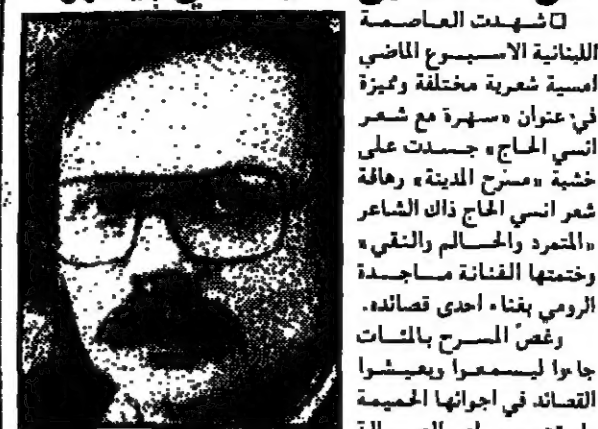 □ شهدت العاصمة
اللبنانية الاسبوع الماضي
امسية شعرية مختلفة ومميزة
في عنوان «سهرة مع شعر
انسي الحاج» جسدت على
خشبة «مسرح المدينة» رهافة
شعر انسي الحاج ذاك الشاعر
«المتمرد والحالم والنقي»
وختمتها الفنانة ماجدة
الرومي بغناء احدى قصائده.
وغصّ المسرح بالمئات
جاءوا ليسمعوا ويعيشوا
القصائد في اجوائها الحميمة